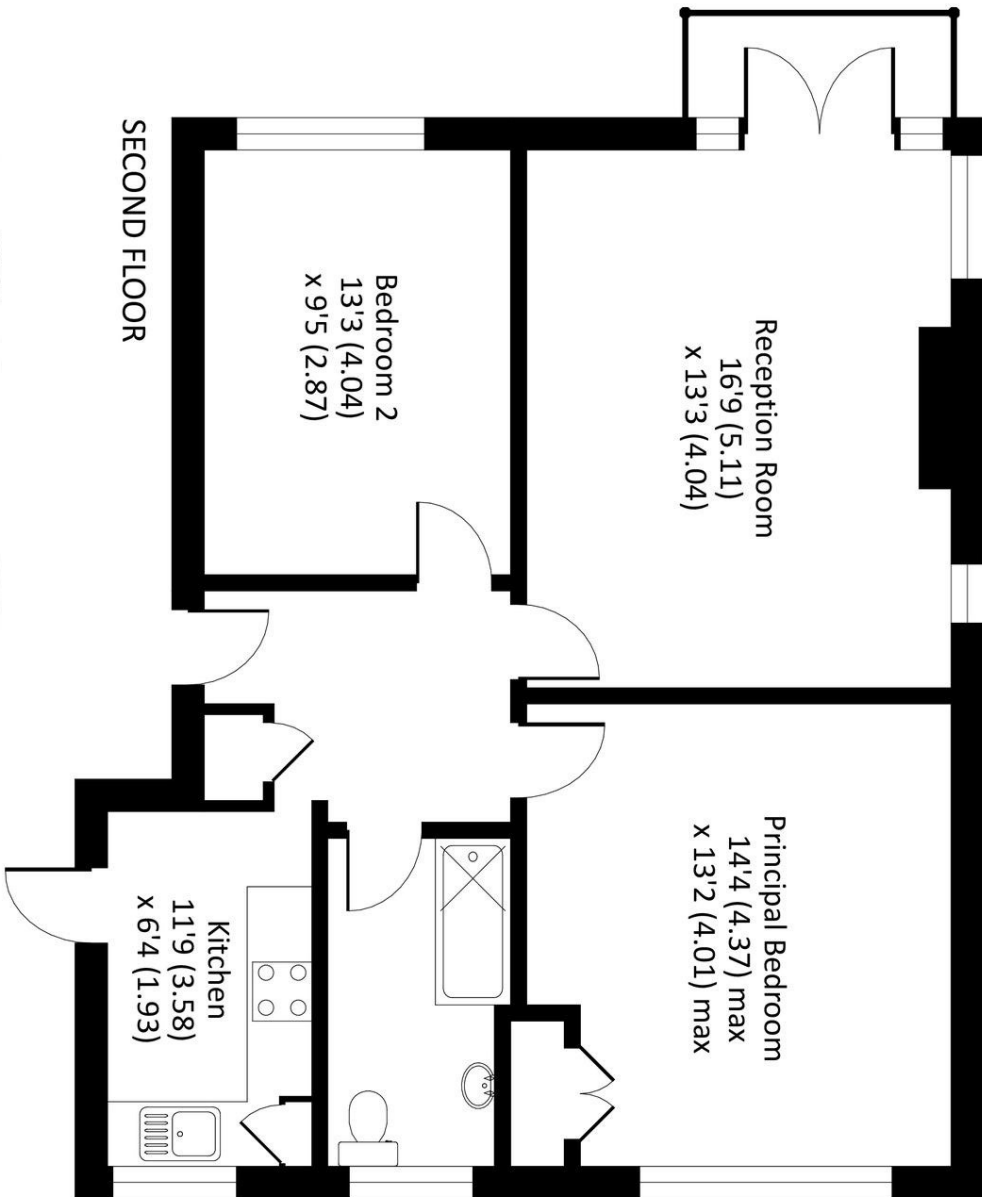 Reception Room
16'9 (5.11)
x 13'3 (4.04)
Principal Bedroom
14'4 (4.37) max
x 13'2 (4.01) max
Bedroom 2
13'3 (4.04)
x 9'5 (2.87)
Kitchen
11'9 (3.58)
x 6'4 (1.93)
SECOND FLOOR